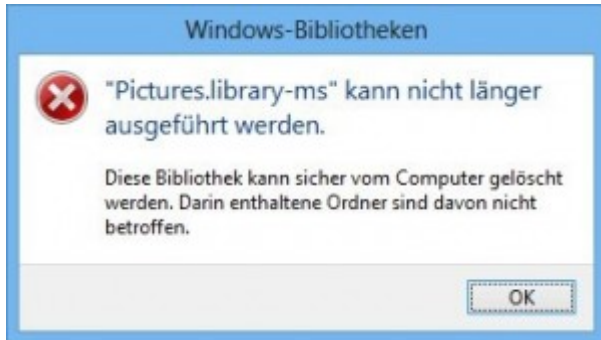 Windows-Bibliotheken
"Pictures.library-ms" kann nicht länger
ausgeführt werden.
Diese Bibliothek kann sicher vom Computer gelöscht
werden. Darin enthaltene Ordner sind davon nicht
betroffen.
OK